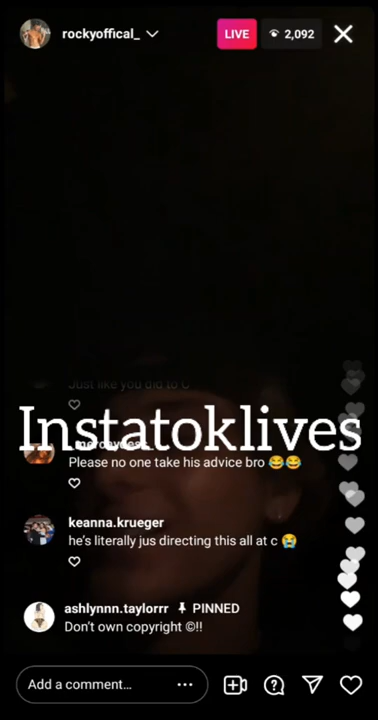 rockyoffical_
LIVE
2,092
Just like you did to C
Instatoklives
Please no one take his advice bro 😂😂
keanna.krueger
he's literally jus directing this all at c 😭
ashlynnn.taylorrr PINNED
Don't own copyright ©!!
Add a comment...